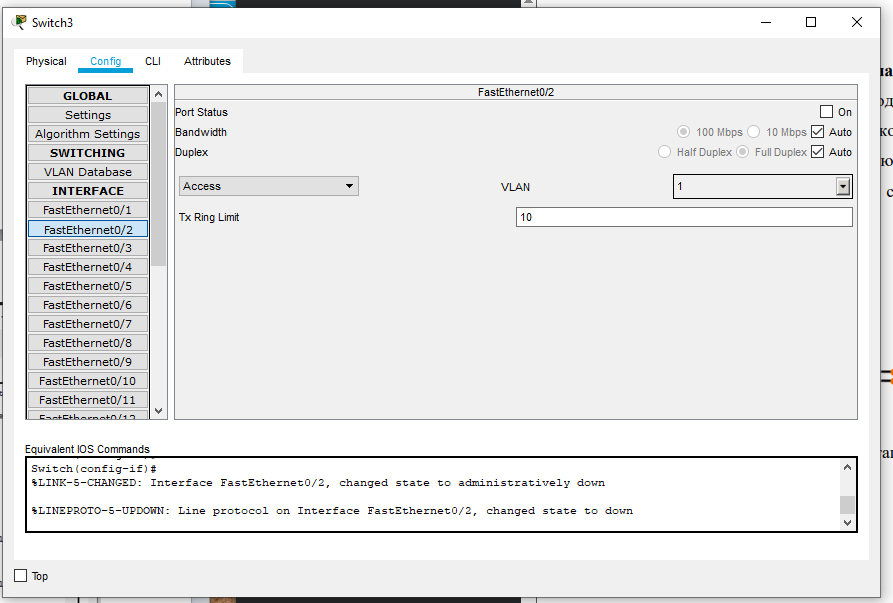 Switch3
Physical Config CLI Attributes
GLOBAL
Settings
Algorithm Settings
SWITCHING
VLAN Database
INTERFACE
FastEthernet0/1
FastEthernet0/2
FastEthernet0/3
FastEthernet0/4
FastEthernet0/5
FastEthernet0/6
FastEthernet0/7
FastEthernet0/8
FastEthernet0/9
FastEthernet0/10
FastEthernet0/11
FastEthernet0/12
FastEthernet0/2
Port Status On
Bandwidth 100 Mbps 10 Mbps Auto
Duplex Half Duplex Full Duplex Auto
Access VLAN 1
Tx Ring Limit 10
Equivalent IOS Commands
Switch(config-if)#
%LINK-5-CHANGED: Interface FastEthernet0/2, changed state to administratively down
%LINEPROTO-5-UPDOWN: Line protocol on Interface FastEthernet0/2, changed state to down
Top